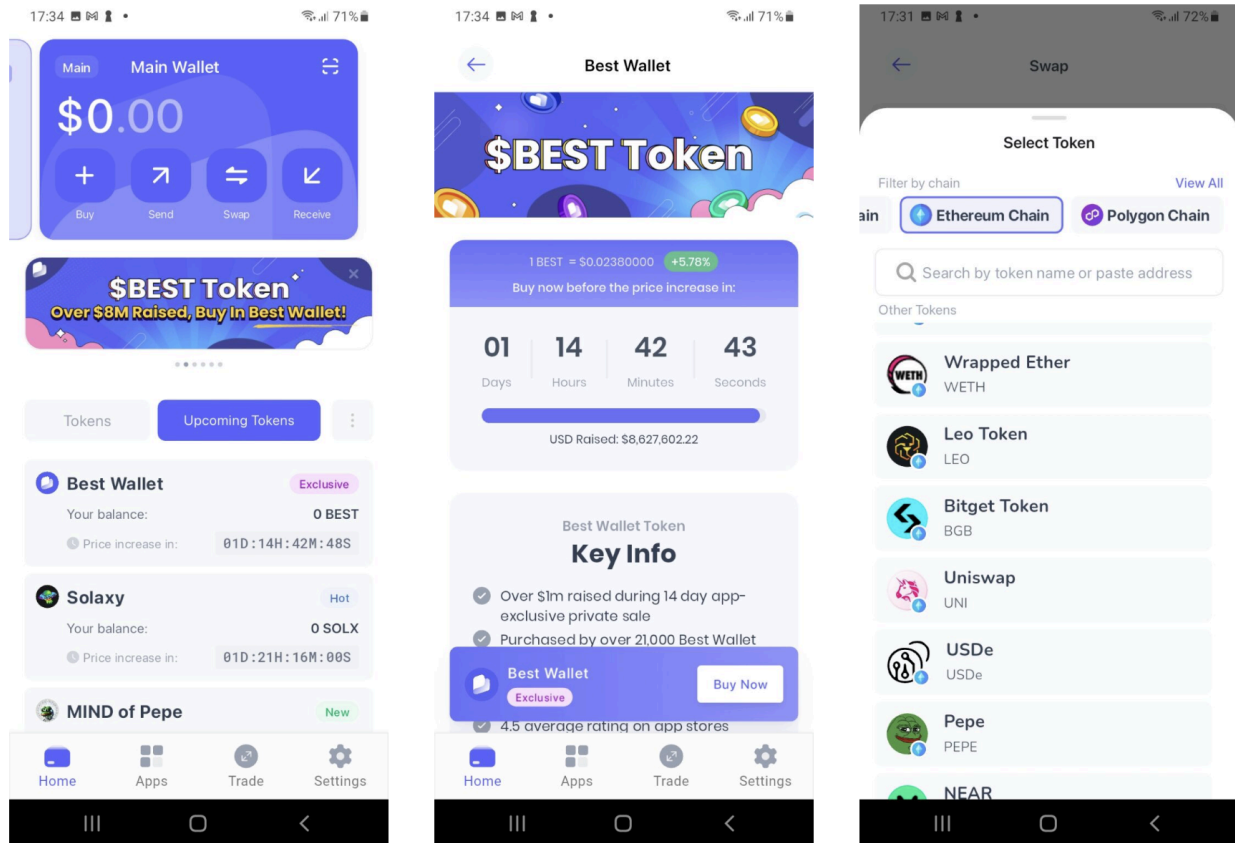 17:34
71%
Main
Main Wallet
$0.00
Buy
Send
Swap
Receive
$BEST Token
Over $8M Raised, Buy In Best Wallet!
Tokens
Upcoming Tokens
Best Wallet
Exclusive
Your balance:
0 BEST
Price increase in:
01D:14H:42M:48S
Solaxy
Hot
Your balance:
0 SOLX
Price increase in:
01D:21H:16M:00S
MIND of Pepe
New
Home
Apps
Trade
Settings
17:34
71%
Best Wallet
$BEST Token
1 BEST = $0.02380000
+5.78%
Buy now before the price increase in:
01
14
42
43
Days
Hours
Minutes
Seconds
USD Raised: $8,627,602.22
Best Wallet Token
Key Info
Over $1m raised during 14 day app-
exclusive private sale
Purchased by over 21,000 Best Wallet
Best Wallet
Exclusive
Buy Now
4.5 average rating on app stores
Home
Apps
Trade
Settings
17:31
72%
Swap
Select Token
Filter by chain
View All
ain
Ethereum Chain
Polygon Chain
Search by token name or paste address
Other Tokens
WETH
Wrapped Ether
WETH
Leo Token
LEO
Bitget Token
BGB
Uniswap
UNI
USDe
USDe
Pepe
PEPE
NEAR